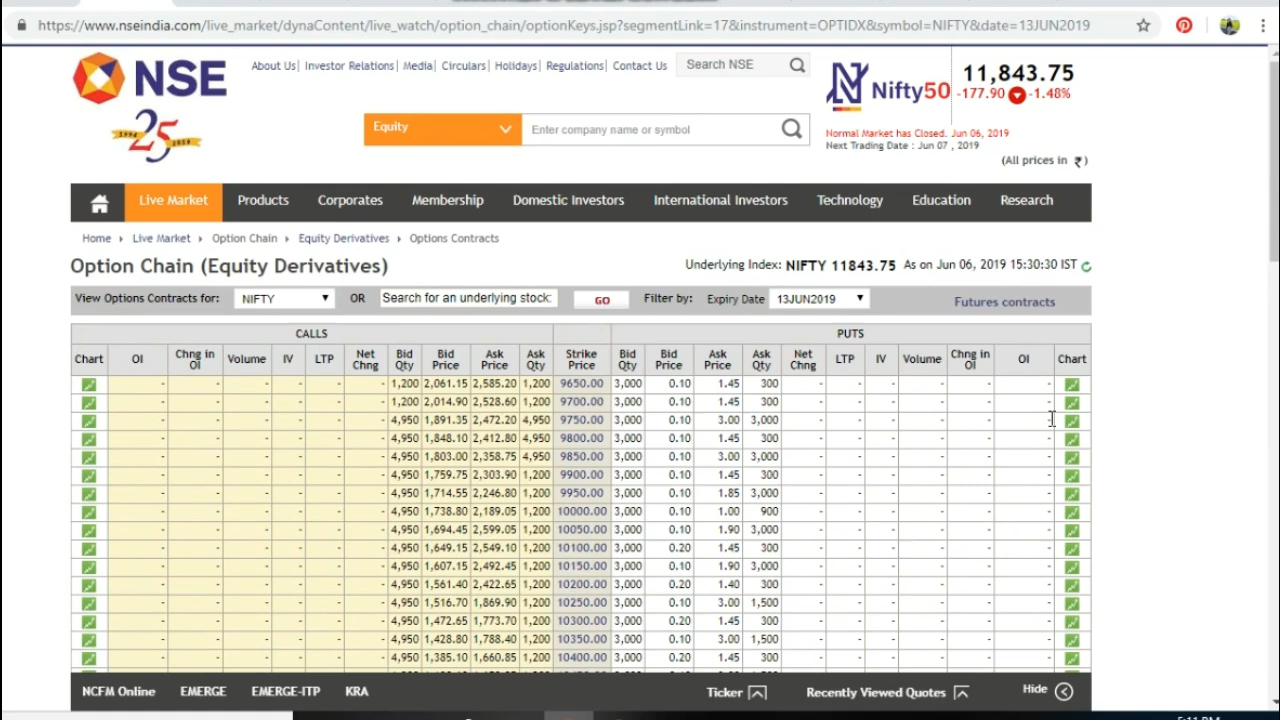 https://www.nseindia.com/live_market/dynaContent/live_watch/option_chain/optionKeys.jsp?segmentLink=17&instrument=OPTIDX&symbol=NIFTY&date=13JUN2019
NSE
About Us| Investor Relations| Media| Circulars| Holidays| Regulations| Contact Us
Search NSE
Nifty50
11,843.75
-177.90 -1.48%
1994 25 2019
Equity
Enter company name or symbol
Normal Market has Closed. Jun 06, 2019
Next Trading Date : Jun 07 , 2019
(All prices in ₹)
Live Market Products Corporates Membership Domestic Investors International Investors Technology Education Research
Home Live Market Option Chain Equity Derivatives Options Contracts
Option Chain (Equity Derivatives)
Underlying Index: NIFTY 11843.75 As on Jun 06, 2019 15:30:30 IST
View Options Contracts for: NIFTY OR Search for an underlying stock: GO Filter by: Expiry Date 13JUN2019 Futures contracts
CALLS PUTS
Chart OI Chng in OI Volume IV LTP Net Chng Bid Qty Bid Price Ask Price Ask Qty Strike Price Bid Qty Bid Price Ask Price Ask Qty Net Chng LTP IV Volume Chng in OI OI Chart
- - - - - - 1,200 2,061.15 2,585.20 1,200 9650.00 3,000 0.10 1.45 300 - - - - - -
- - - - - - 1,200 2,014.90 2,528.60 1,200 9700.00 3,000 0.10 1.45 300 - - - - - -
- - - - - - 4,950 1,891.35 2,472.20 4,950 9750.00 3,000 0.10 3.00 3,000 - - - - - -
- - - - - - 4,950 1,848.10 2,412.80 4,950 9800.00 3,000 0.10 1.45 300 - - - - - -
- - - - - - 4,950 1,803.00 2,358.75 4,950 9850.00 3,000 0.10 3.00 3,000 - - - - - -
- - - - - - 4,950 1,759.75 2,303.90 1,200 9900.00 3,000 0.10 1.45 300 - - - - - -
- - - - - - 4,950 1,714.55 2,246.80 1,200 9950.00 3,000 0.10 1.85 3,000 - - - - - -
- - - - - - 4,950 1,738.80 2,189.05 1,200 10000.00 3,000 0.10 1.00 900 - - - - - -
- - - - - - 4,950 1,694.45 2,599.05 1,200 10050.00 3,000 0.10 1.90 3,000 - - - - - -
- - - - - - 4,950 1,649.15 2,549.10 1,200 10100.00 3,000 0.20 1.45 300 - - - - - -
- - - - - - 4,950 1,607.15 2,492.45 1,200 10150.00 3,000 0.10 1.90 3,000 - - - - - -
- - - - - - 4,950 1,561.40 2,422.65 1,200 10200.00 3,000 0.20 1.40 300 - - - - - -
- - - - - - 4,950 1,516.70 1,869.90 1,200 10250.00 3,000 0.10 3.00 1,500 - - - - - -
- - - - - - 4,950 1,472.65 1,773.70 1,200 10300.00 3,000 0.20 1.45 300 - - - - - -
- - - - - - 4,950 1,428.80 1,788.40 1,200 10350.00 3,000 0.10 3.00 1,500 - - - - - -
- - - - - - 4,950 1,385.10 1,660.85 1,200 10400.00 3,000 0.20 1.45 300 - - - - - -
NCFM Online EMERGE EMERGE-ITP KRA Ticker Recently Viewed Quotes Hide